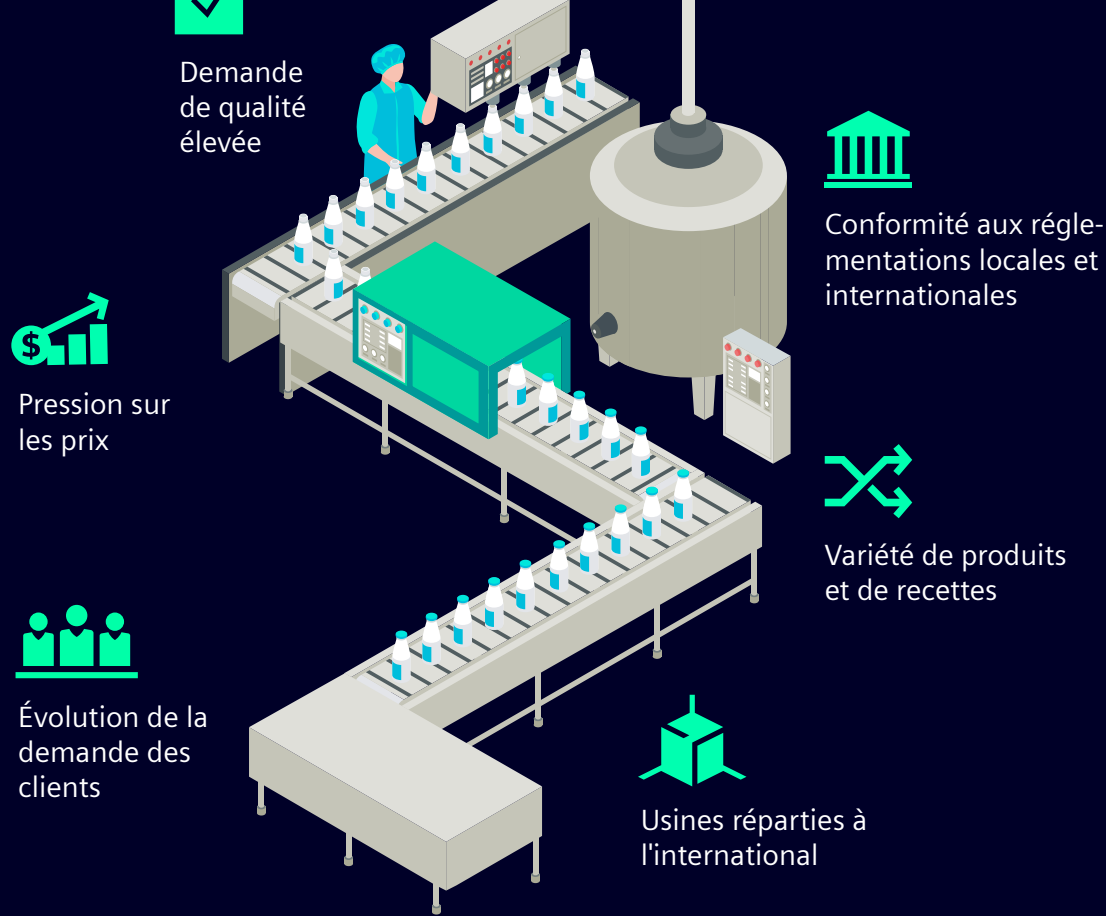 Demande
de qualité
élevée
Conformité aux régle-
mentations locales et
internationales
$
Pression sur
les prix
Variété de produits
et de recettes
Évolution de la
demande des
clients
Usines réparties à
l'international